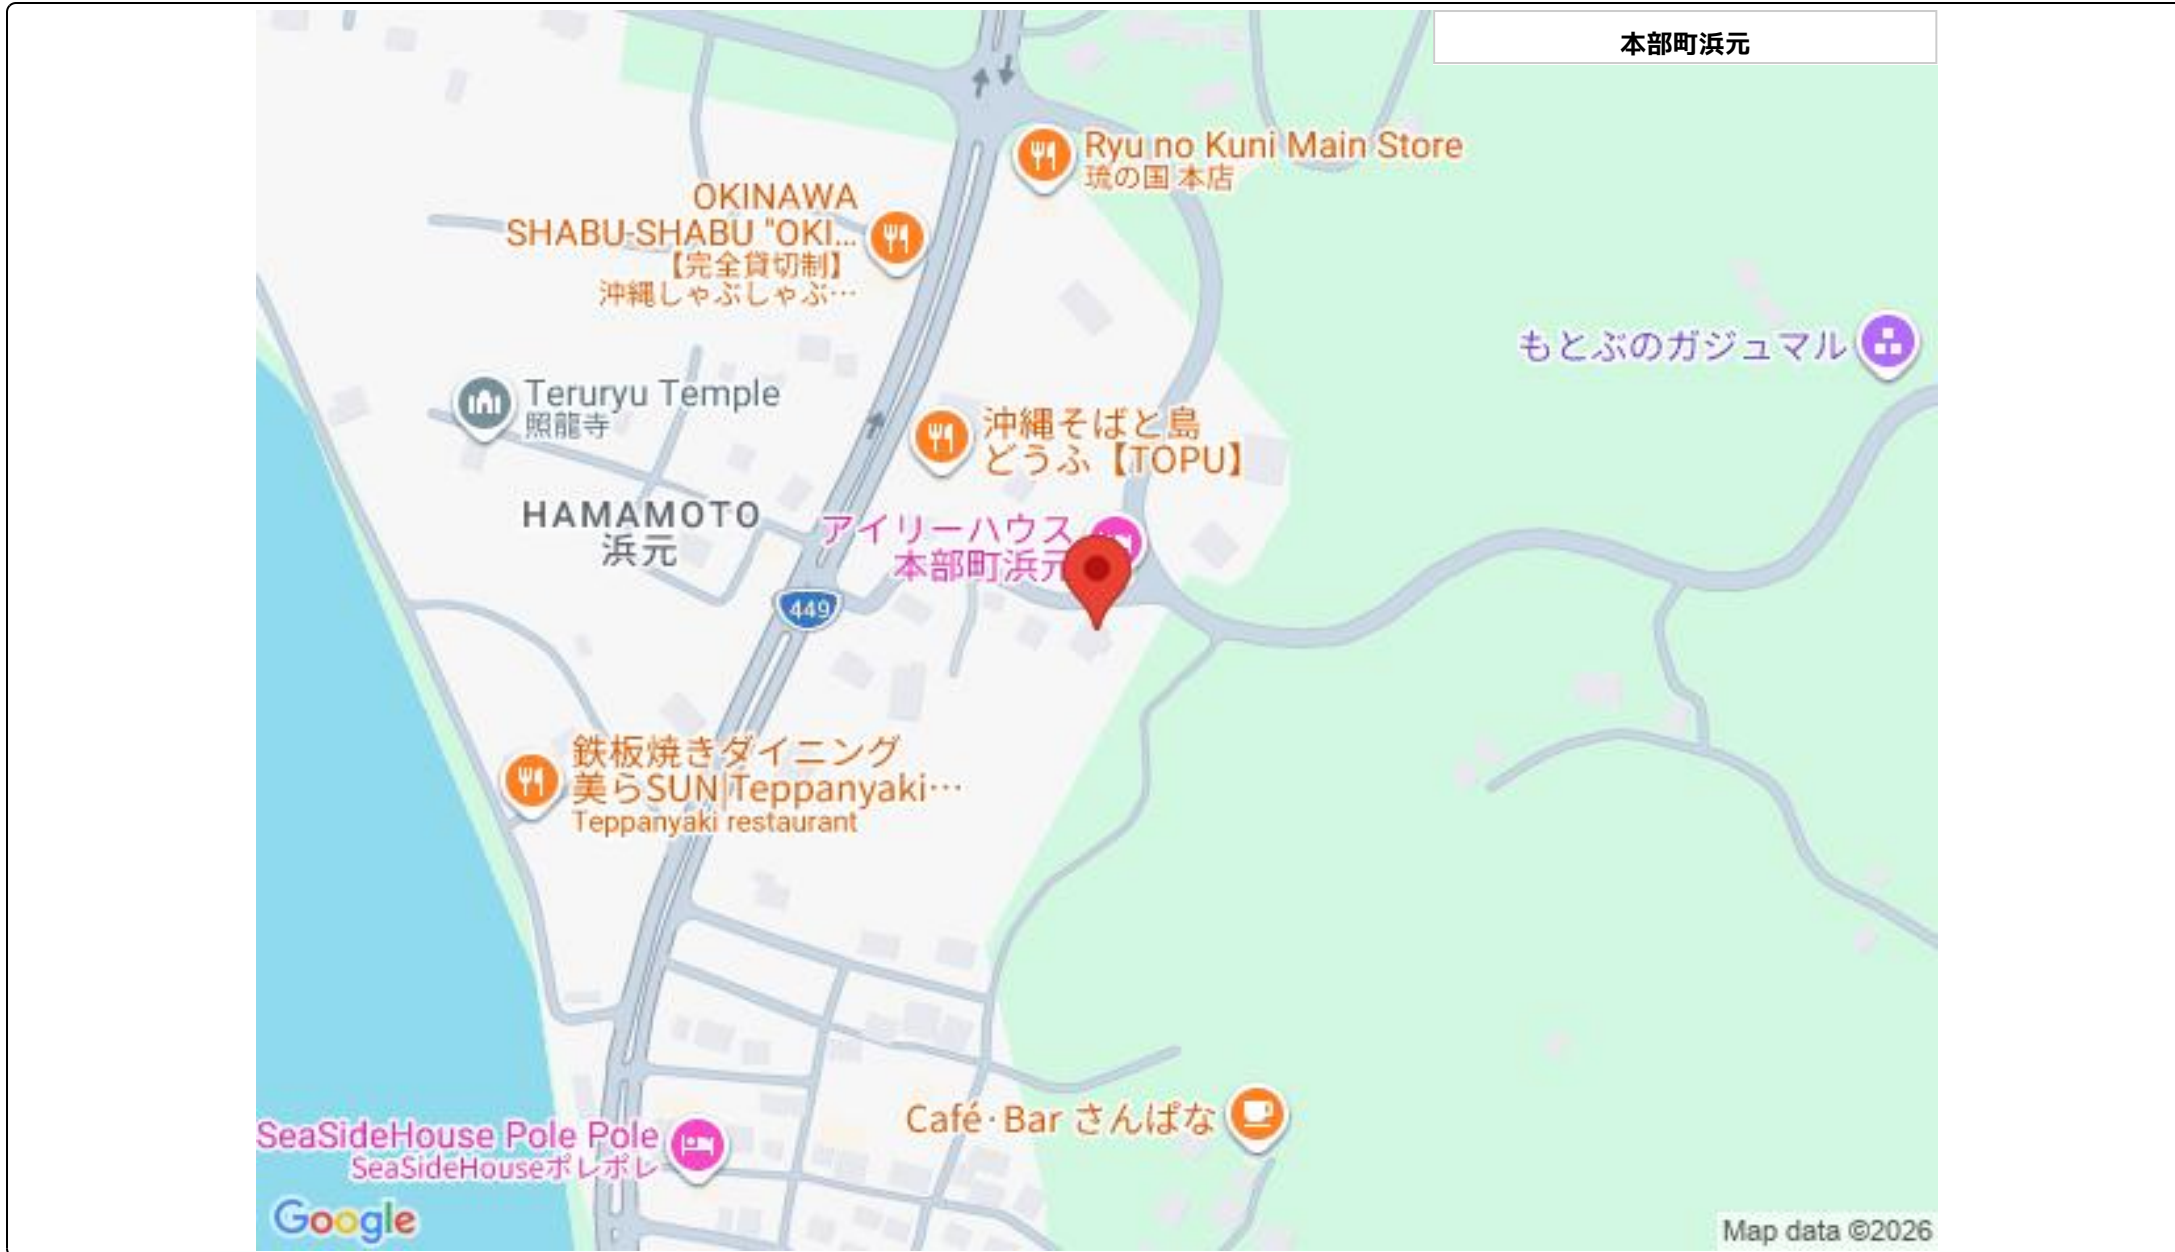 本部町浜元
Ryu no Kuni Main Store
琉の国 本店
OKINAWA
SHABU-SHABU "OKI...
【完全貸切制】
沖縄しゃぶしゃぶ…
もとぶのガジュマル
Teruryu Temple
照龍寺
沖縄そばと島
どうふ【TOPU】
HAMAMOTO
浜元
アイリーハウス
本部町浜元
449
鉄板焼きダイニング
美らSUN|Teppanyaki…
Teppanyaki restaurant
Café·Bar さんぱな
SeaSideHouse Pole Pole
SeaSideHouseポレポレ
Google
Map data ©2026